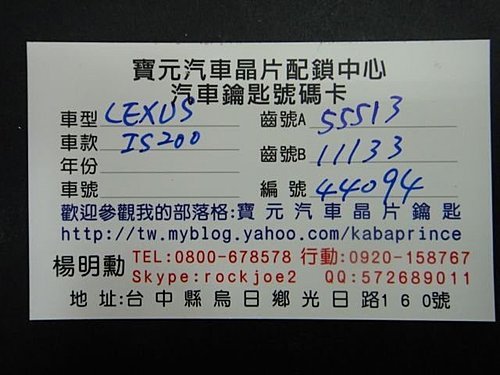 寶元汽車晶片配鎖中心
汽車鑰匙號碼卡
車型 LEXUS 齒號A 55513
車款 IS200
年份 齒號B 11133
車號 編號 44094
歡迎參觀我的部落格:寶元汽車晶片鑰匙
http://tw.myblog.yahoo.com/kabaprince
楊明勳 TEL:0800-678578 行動:0920-158767
Skype:rockjoe2 QQ:572689011
地址:台中縣烏日鄉光日路160號